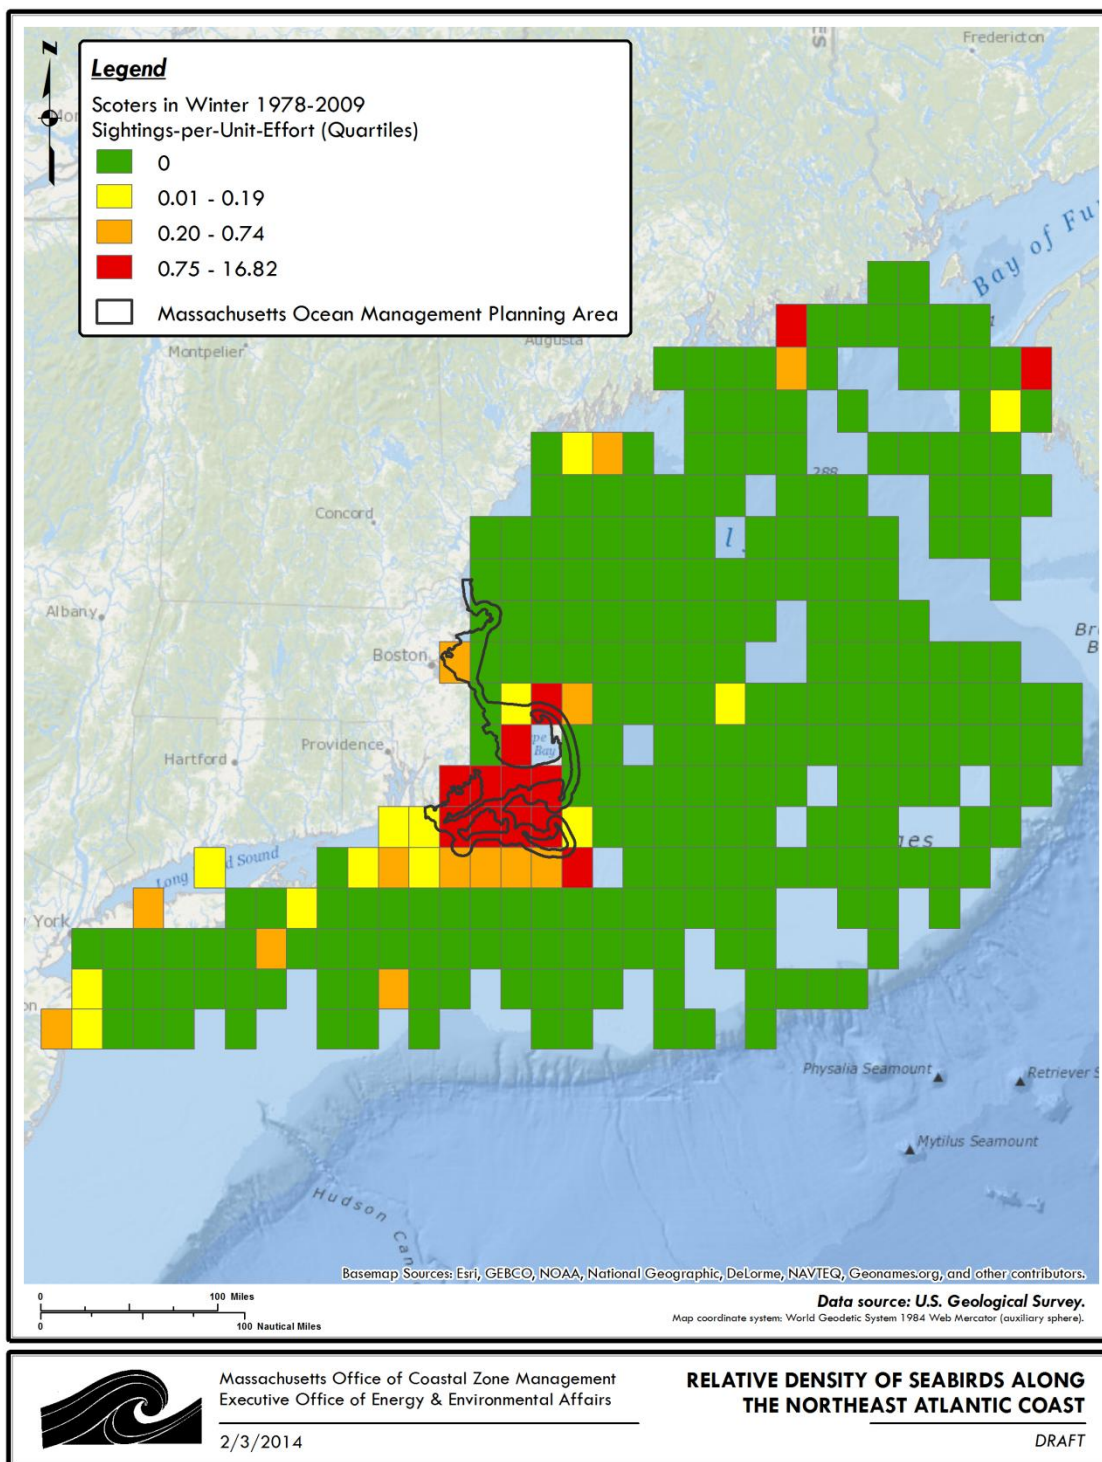 Fredericton
N
Legend
Scoters in Winter 1978-2009
Sightings-per-Unit-Effort (Quartiles)
0
0.01 - 0.19
0.20 - 0.74
0.75 - 16.82
Massachusetts Ocean Management Planning Area
Bay of Fu
Augusta
Montpelier
288
Concord
l
Albany
Boston
Providence
Hartford
pe
Bay
ges
Long
d Sound
York
Physalia Seamount
Retriever S
Mytilus Seamount
Hudson Can
Basemap Sources: Esri, GEBCO, NOAA, National Geographic, DeLorme, NAVTEQ, Geonames.org, and other contributors.
0 100 Miles
0 100 Nautical Miles
Data source: U.S. Geological Survey.
Map coordinate system: World Geodetic System 1984 Web Mercator (auxiliary sphere).
Massachusetts Office of Coastal Zone Management
Executive Office of Energy & Environmental Affairs
2/3/2014
RELATIVE DENSITY OF SEABIRDS ALONG
THE NORTHEAST ATLANTIC COAST
DRAFT